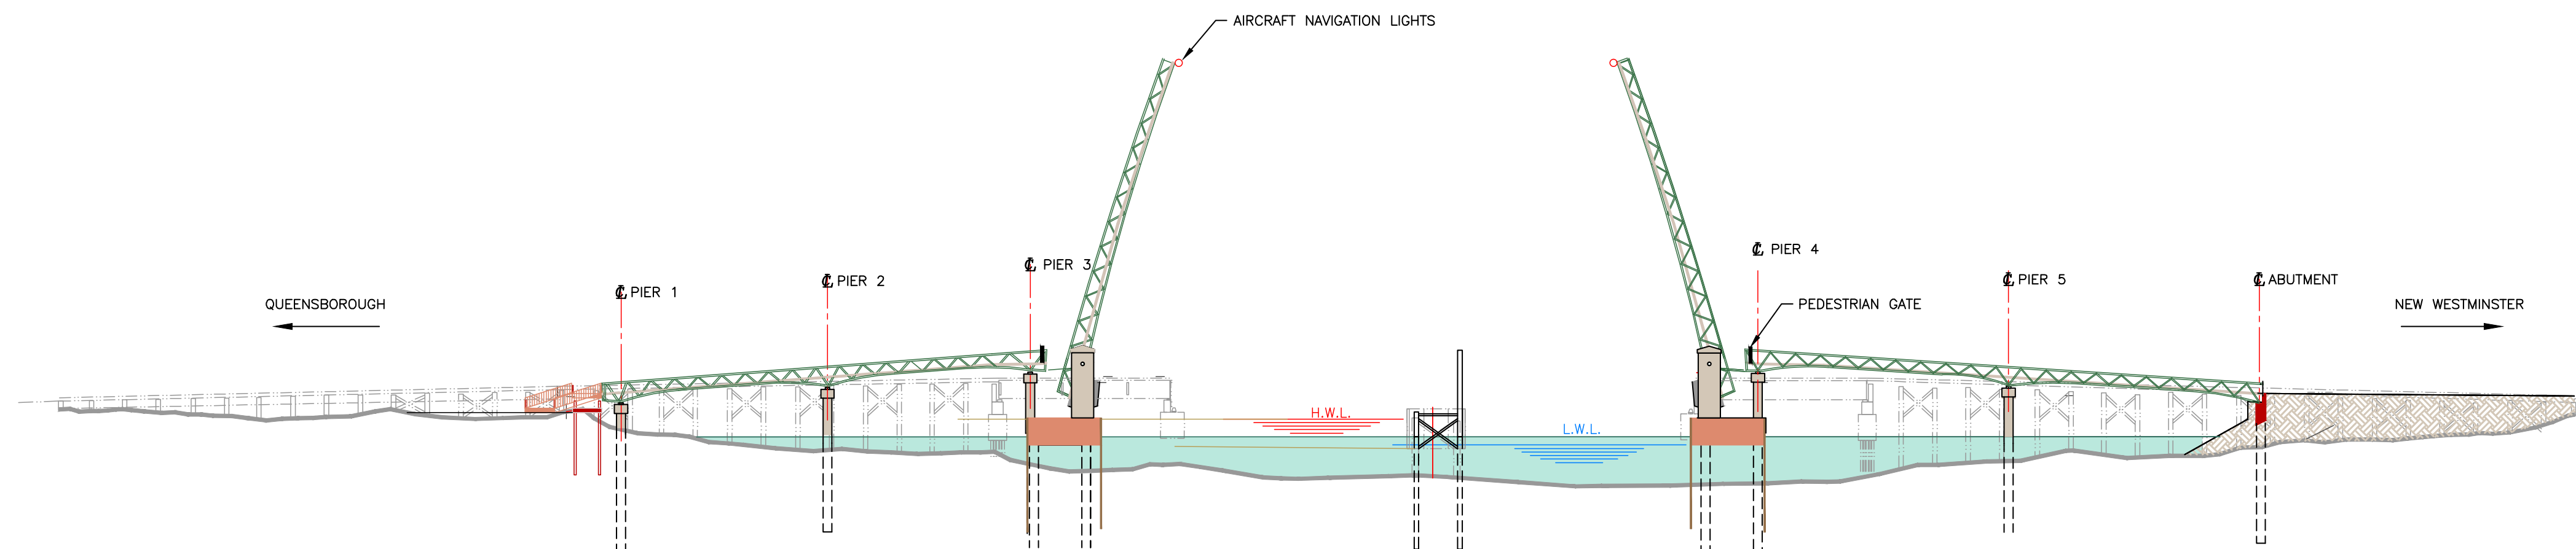 AIRCRAFT NAVIGATION LIGHTS
℄ PIER 4
℄ PIER 3
℄ PIER 2
℄ PIER 5
℄ ABUTMENT
℄ PIER 1
QUEENSBOROUGH
PEDESTRIAN GATE
NEW WESTMINSTER
H.W.L.
L.W.L.